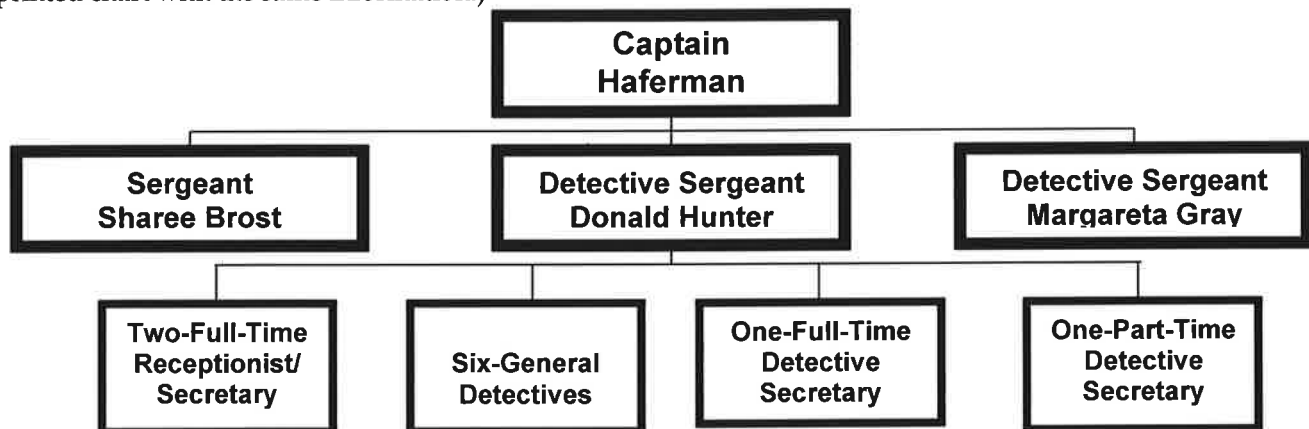 Captain
Haferman
Sergeant
Sharee Brost
Detective Sergeant
Donald Hunter
Detective Sergeant
Margareta Gray
Two-Full-Time
Receptionist/
Secretary
Six-General
Detectives
One-Full-Time
Detective
Secretary
One-Part-Time
Detective
Secretary